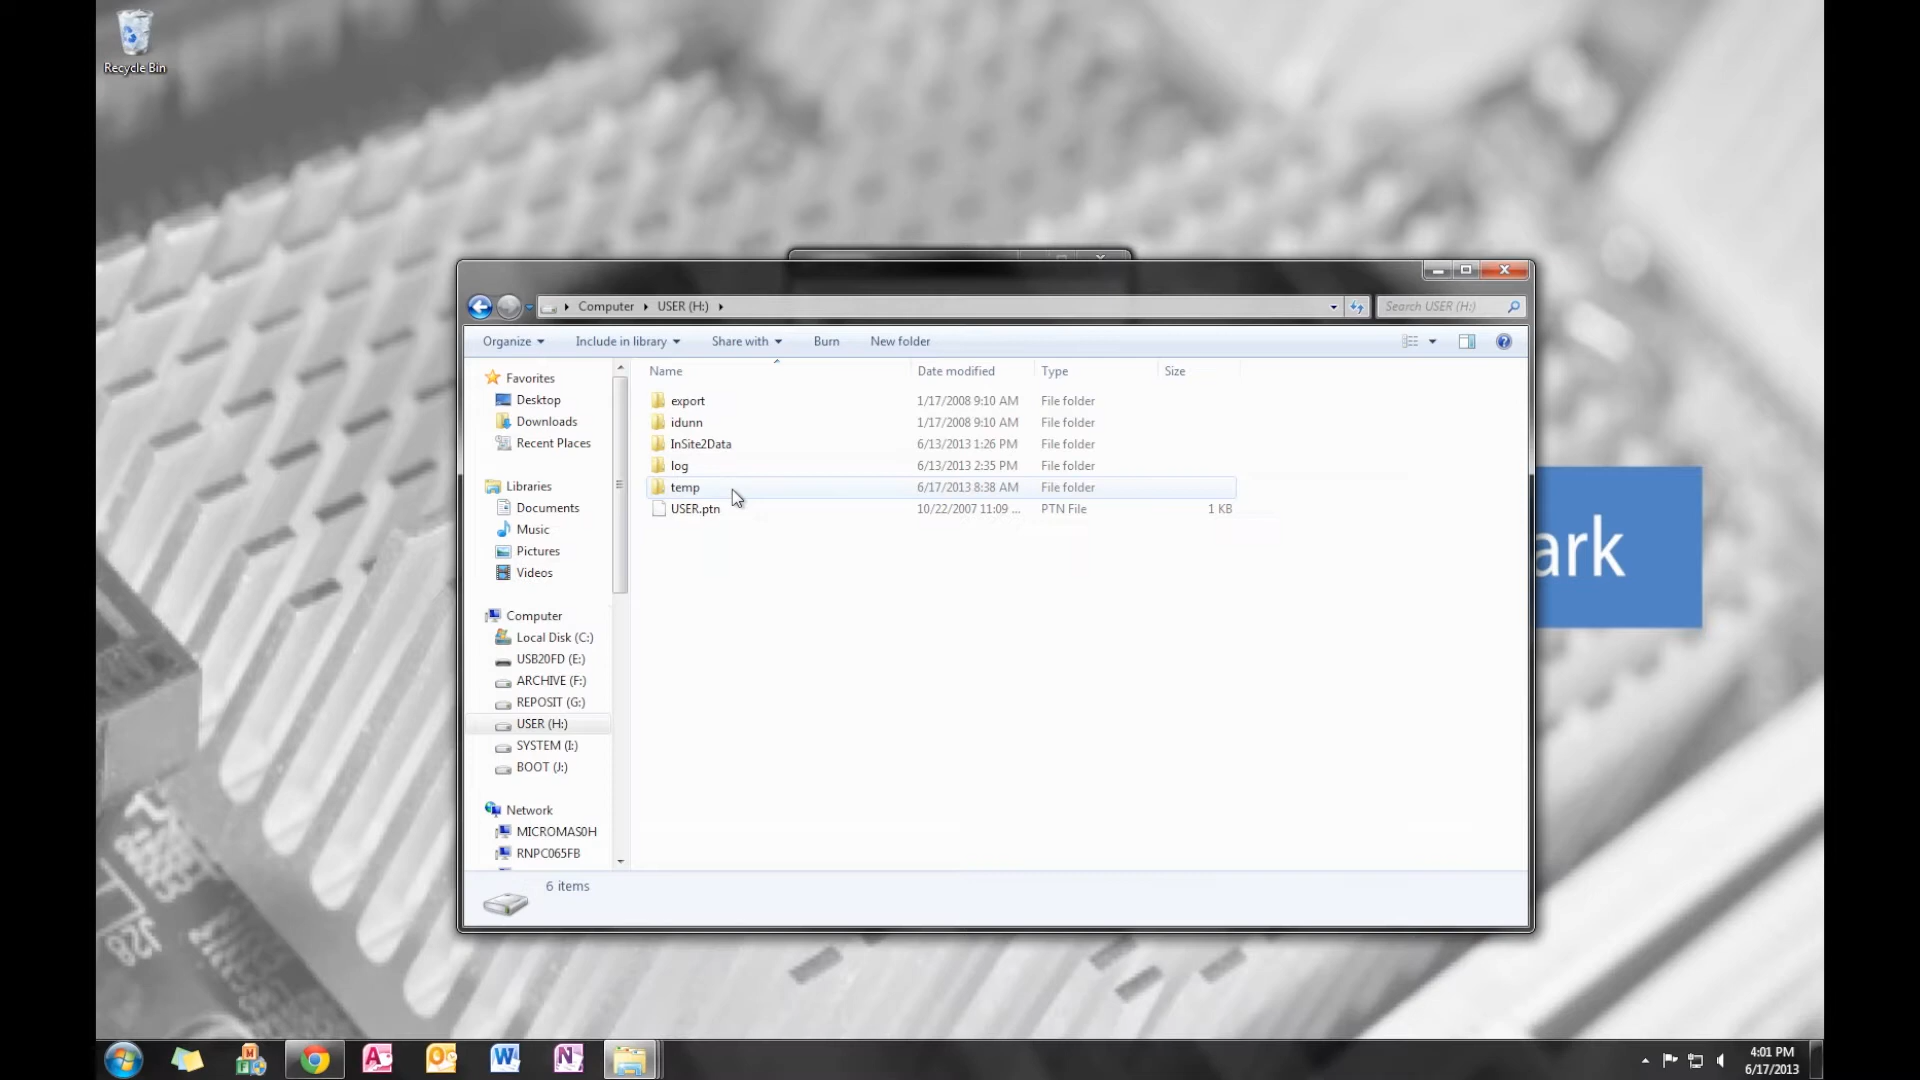 Recycle Bin
Computer USER (H:)
Search USER (H:)
Organize Include in library Share with Burn New folder
Name Date modified Type Size
Favorites
Desktop
Downloads
Recent Places
Libraries
Documents
Music
Pictures
Videos
Computer
Local Disk (C:)
USB20FD (E:)
ARCHIVE (F:)
REPOSIT (G:)
USER (H:)
SYSTEM (I:)
BOOT (J:)
Network
MICROMAS0H
RNPC065FB
export 1/17/2008 9:10 AM File folder
idunn 1/17/2008 9:10 AM File folder
InSite2Data 6/13/2013 1:26 PM File folder
log 6/13/2013 2:35 PM File folder
temp 6/17/2013 8:38 AM File folder
USER.ptn 10/22/2007 11:09 ... PTN File 1 KB
6 items
ark
J26
4:01 PM
6/17/2013